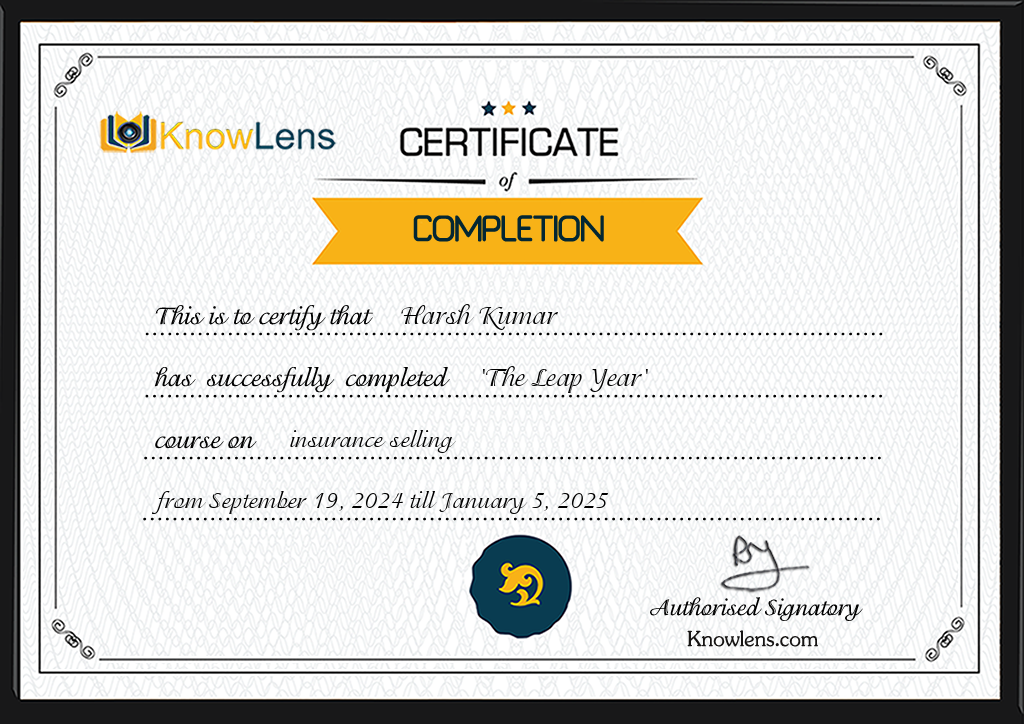 KnowLens
CERTIFICATE
of
COMPLETION
This is to certify that Harsh Kumar
has successfully completed 'The Leap Year'
course on insurance selling
from September 19, 2024 till January 5, 2025
Authorised Signatory
Knowlens.com